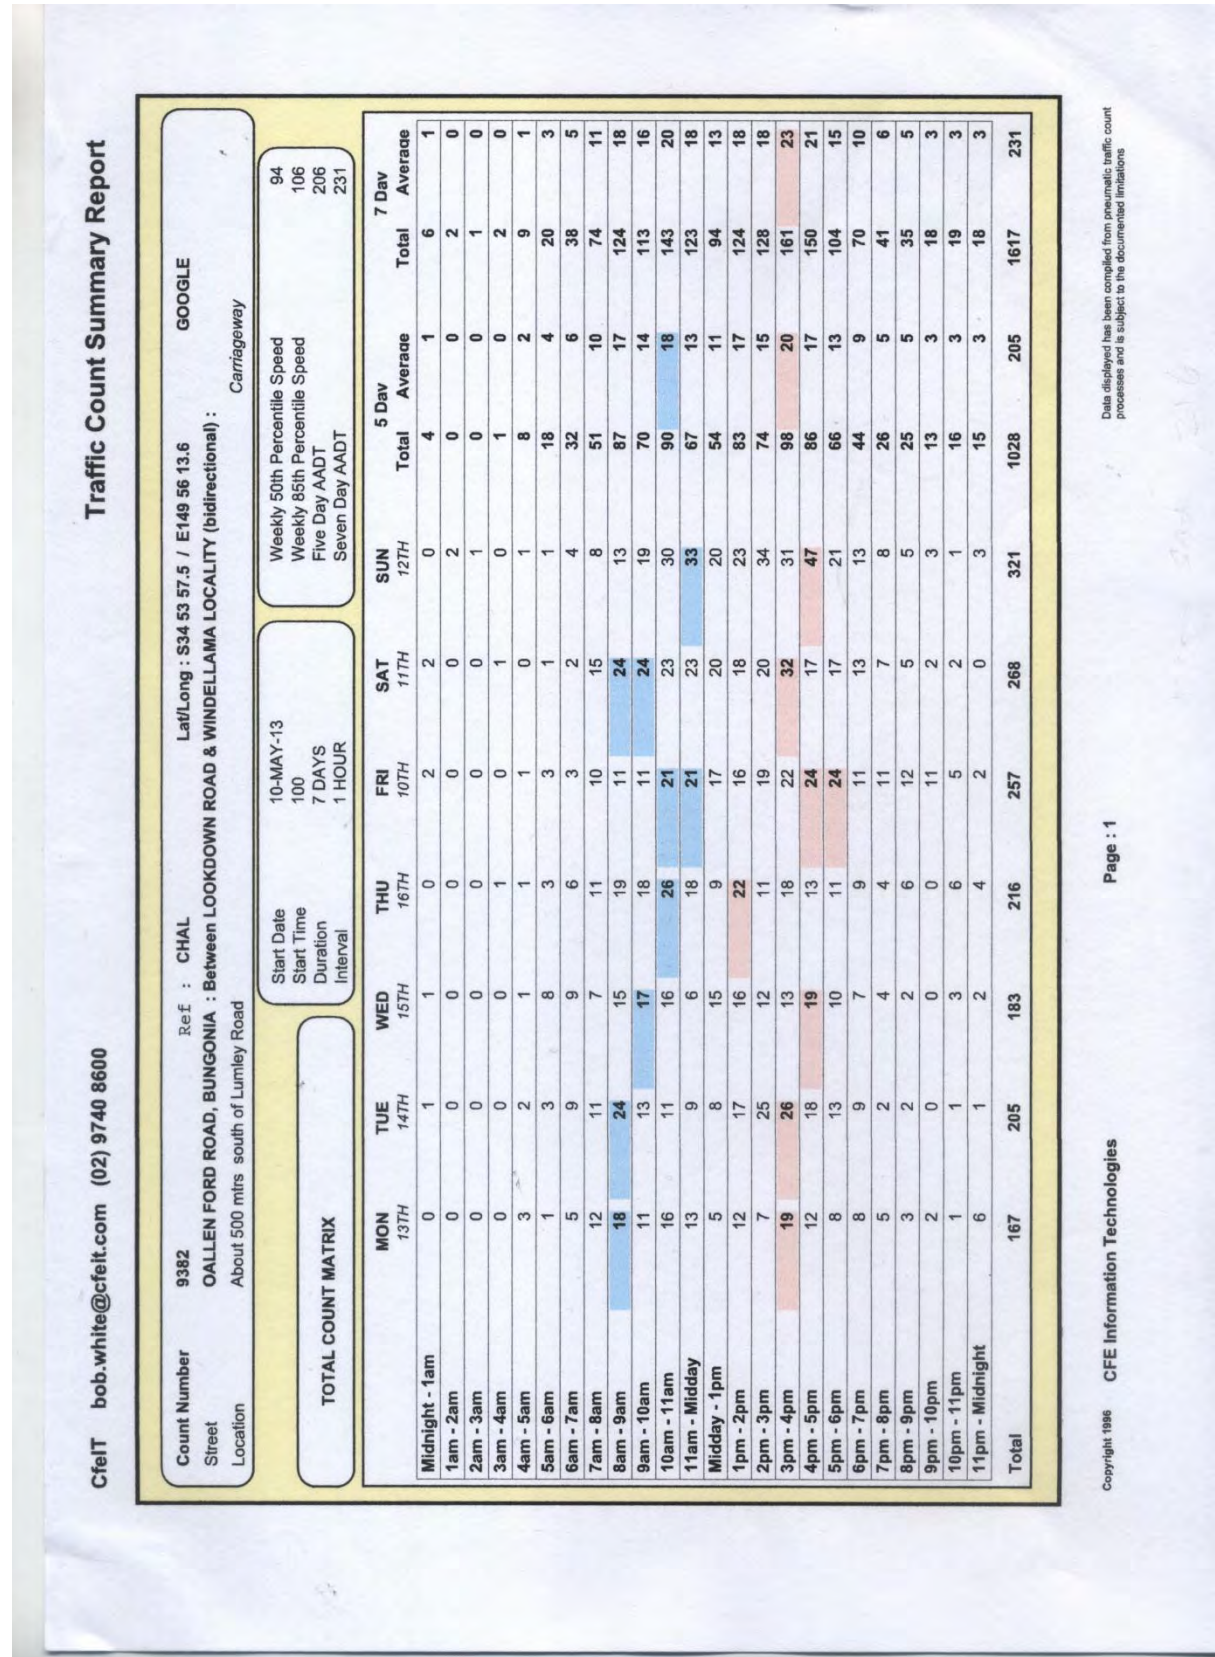 CfeIT bob.white@cfeit.com (02) 9740 8600 Traffic Count Summary Report
Count Number 9382 Ref : CHAL Lat/Long : S34 53 57.5 / E149 56 13.6 GOOGLE
Street OALLEN FORD ROAD, BUNGONIA : Between LOOKDOWN ROAD & WINDELLAMA LOCALITY (bidirectional) :
Location About 500 mtrs south of Lumley Road Carriageway
TOTAL COUNT MATRIX
Start Date 10-MAY-13
Start Time 100
Duration 7 DAYS
Interval 1 HOUR
Weekly 50th Percentile Speed 94
Weekly 85th Percentile Speed 106
Five Day AADT 206
Seven Day AADT 231
MON TUE WED THU FRI SAT SUN 5 Day 7 Day
13TH 14TH 15TH 16TH 10TH 11TH 12TH Total Average Total Average
Midnight - 1am 0 1 1 0 2 2 0 4 1 6 1
1am - 2am 0 0 0 0 0 0 2 0 0 2 0
2am - 3am 0 0 0 0 0 0 1 0 0 1 0
3am - 4am 0 0 0 1 0 1 0 1 0 2 0
4am - 5am 3 2 1 1 1 0 1 8 2 9 1
5am - 6am 1 3 8 3 3 1 1 18 4 20 3
6am - 7am 5 9 9 6 3 2 4 32 6 38 5
7am - 8am 12 11 7 11 10 15 8 51 10 74 11
8am - 9am 18 24 15 19 11 24 13 87 17 124 18
9am - 10am 11 13 17 18 11 24 19 70 14 113 16
10am - 11am 16 11 16 26 21 23 30 90 18 143 20
11am - Midday 13 9 6 18 21 23 33 67 13 123 18
Midday - 1pm 5 8 15 9 17 20 20 54 11 94 13
1pm - 2pm 12 17 16 22 16 18 23 83 17 124 18
2pm - 3pm 7 25 12 11 19 20 34 74 15 128 18
3pm - 4pm 19 26 13 18 22 32 31 98 20 161 23
4pm - 5pm 12 18 19 13 24 17 47 86 17 150 21
5pm - 6pm 8 13 10 11 24 17 21 66 13 104 15
6pm - 7pm 8 9 7 9 11 13 13 44 9 70 10
7pm - 8pm 5 2 4 4 11 7 8 26 5 41 6
8pm - 9pm 3 2 2 6 12 5 5 25 5 35 5
9pm - 10pm 2 0 0 0 11 2 3 13 3 18 3
10pm - 11pm 1 1 3 6 5 2 1 16 3 19 3
11pm - Midnight 6 1 2 4 2 0 3 15 3 18 3
Total 167 205 183 216 257 268 321 1028 205 1617 231
Copyright 1996 CFE Information Technologies Page : 1
Data displayed has been compiled from pneumatic traffic count
processes and is subject to the documented limitations